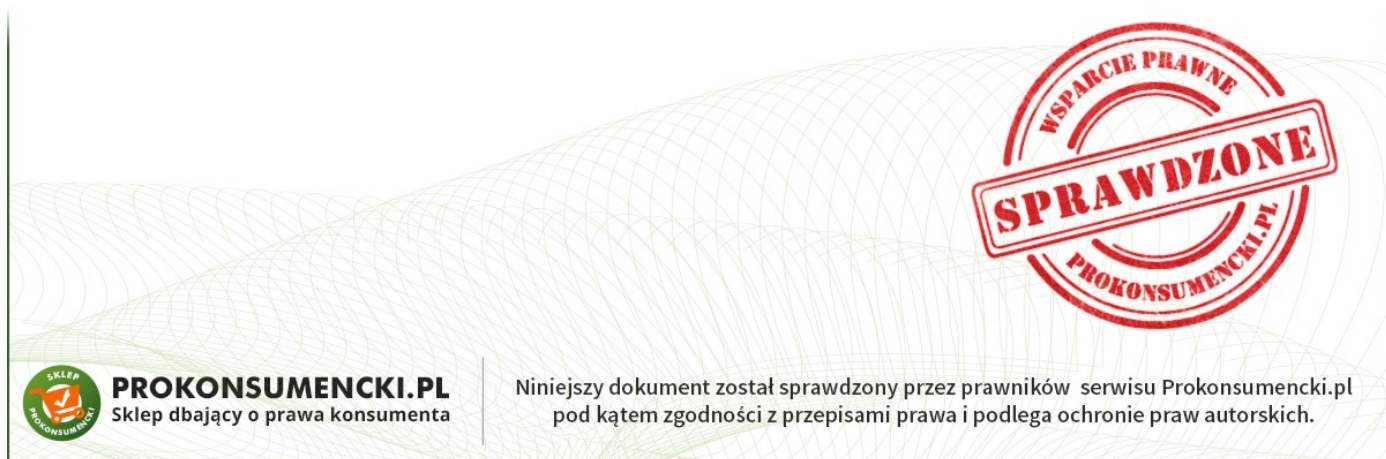 WSPARCIE PRAWNE
SPRAWDZONE
PROKONSUMENCKI.PL
SKLEP
PROKONSUMENCKI
PROKONSUMENCKI.PL
Sklep dbający o prawa konsumenta
Niniejszy dokument został sprawdzony przez prawników serwisu Prokonsumencki.pl
pod kątem zgodności z przepisami prawa i podlega ochronie praw autorskich.